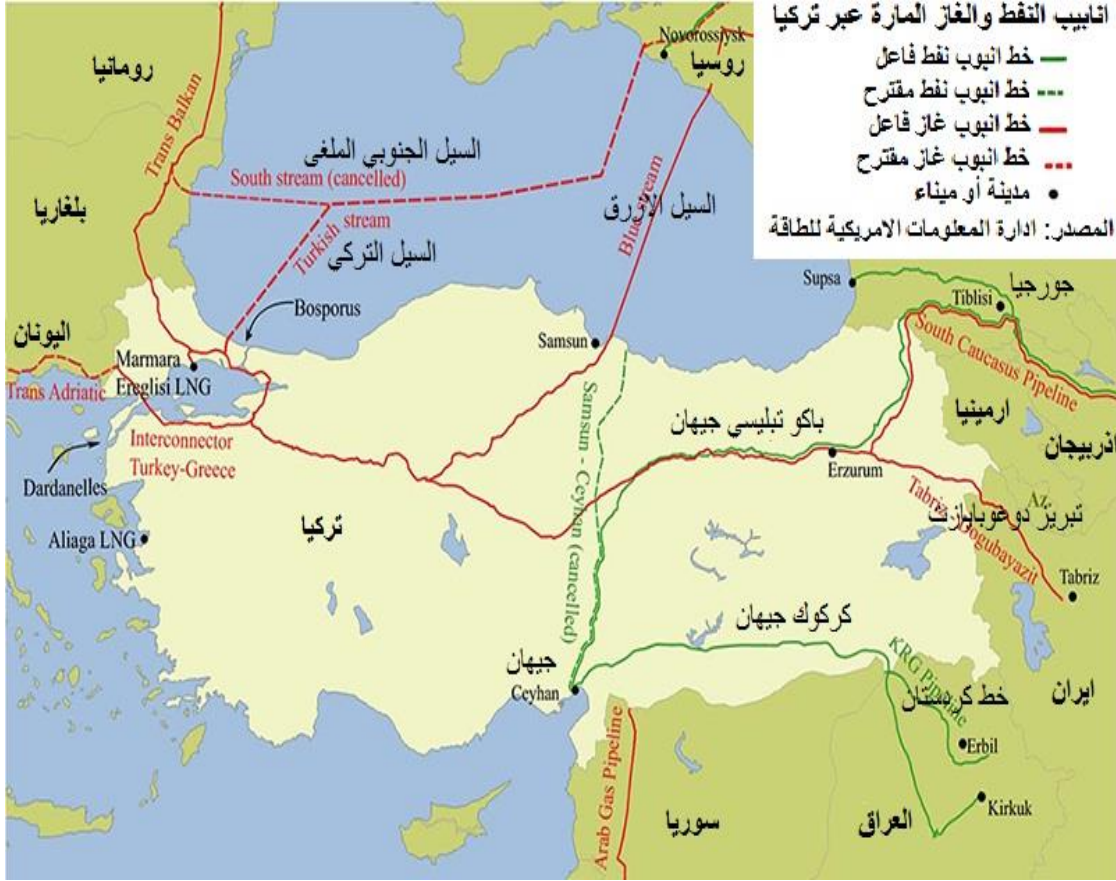 انابيب النفط والغاز المارة عبر تركيا
خط انبوب نفط فاعل
خط انبوب نفط مقترح
خط انبوب غاز فاعل
خط انبوب غاز مقترح
مدينة أو ميناء
المصدر: ادارة المعلومات الامريكية للطاقة
Novorossiysk
روسيا
رومانيا
Trans Balkan
السيل الجنوبي الملغى
South stream (cancelled)
Turkish stream
السيل التركي
Blue stream
السيل الازرق
بلغاريا
Supsa
Tiblisi
جورجيا
South Caucasus Pipeline
Bosporus
Samsun
اليونان
Trans Adriatic
Marmara
Ereglisi LNG
Interconnector
Turkey-Greece
Dardanelles
Aliaga LNG
تركيا
Samsun - Ceyhan (cancelled)
باكو تبليسي جيهان
Erzurum
ارمينيا
اذربيجان
Az.
تبريز دوغوبايازت
Tabriz - Dogubayazit
Tabriz
كركوك جيهان
جيهان
Ceyhan
KRG Pipeline
خط كردستان
ايران
Erbil
Kirkuk
العراق
سوريا
Arab Gas Pipeline